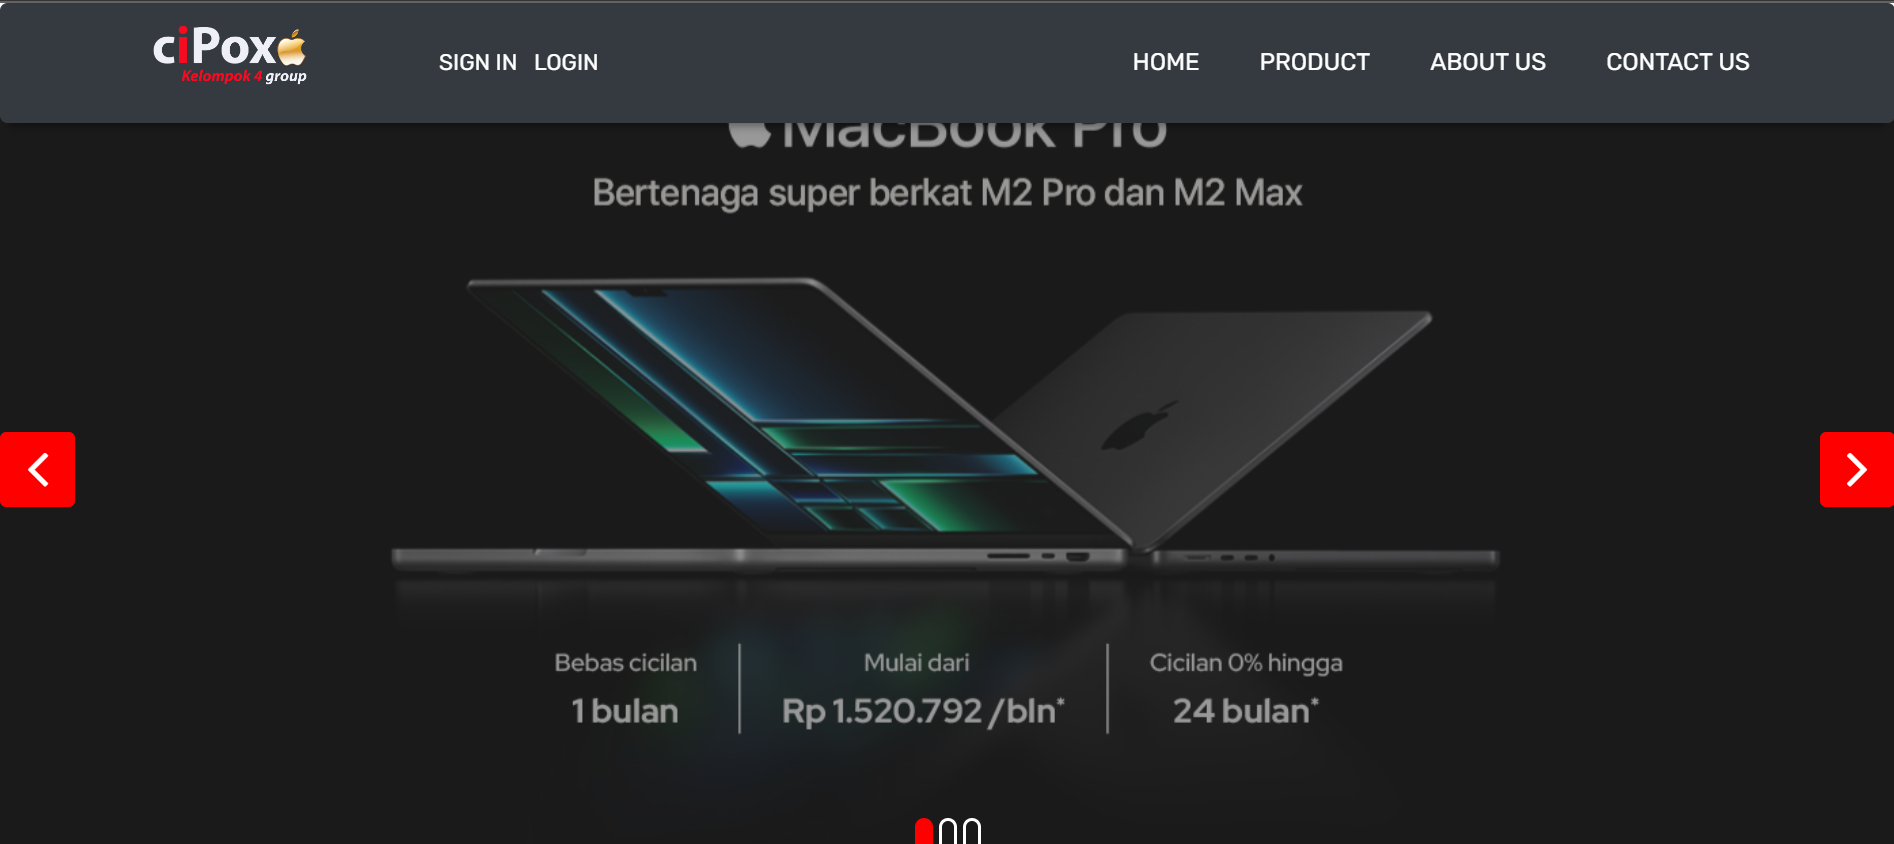 ciPox
Kelompok 4 group
SIGN IN LOGIN
HOME PRODUCT ABOUT US CONTACT US
MacBook Pro
Bertenaga super berkat M2 Pro dan M2 Max
Bebas cicilan
1 bulan
Mulai dari
Rp 1.520.792 /bln*
Cicilan 0% hingga
24 bulan*